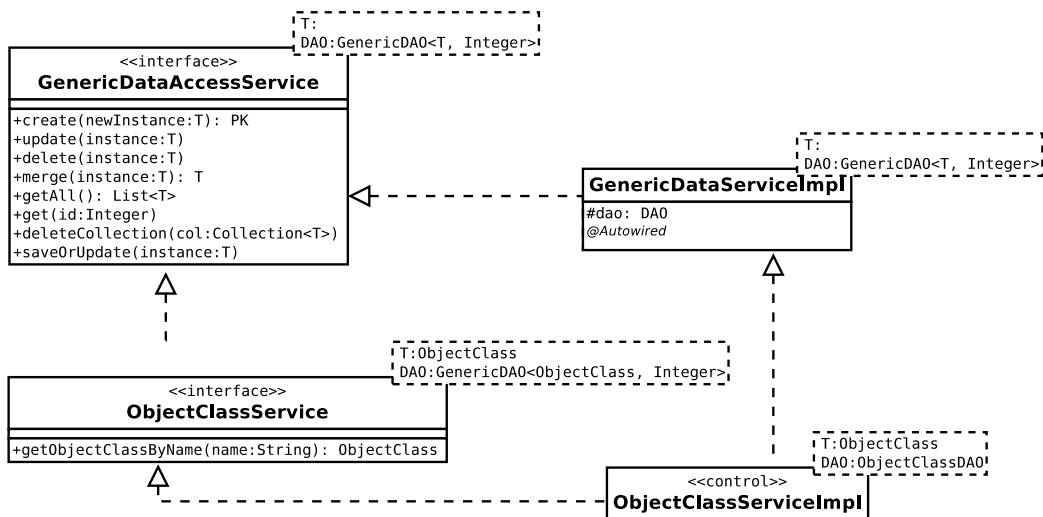 T:
DAO:GenericDAO<T, Integer>
<<interface>>
GenericDataAccessService
+create(newInstance:T): PK
+update(instance:T)
+delete(instance:T)
+merge(instance:T): T
+getAll(): List<T>
+get(id:Integer)
+deleteCollection(col:Collection<T>)
+saveOrUpdate(instance:T)
T:
DAO:GenericDAO<T, Integer>
GenericDataServiceImpl
#dao: DAO
@Autowired
T:ObjectClass
DAO:GenericDAO<ObjectClass, Integer>
<<interface>>
ObjectClassService
+getObjectClassByName(name:String): ObjectClass
T:ObjectClass
DAO:ObjectClassDAO
<<control>>
ObjectClassServiceImpl